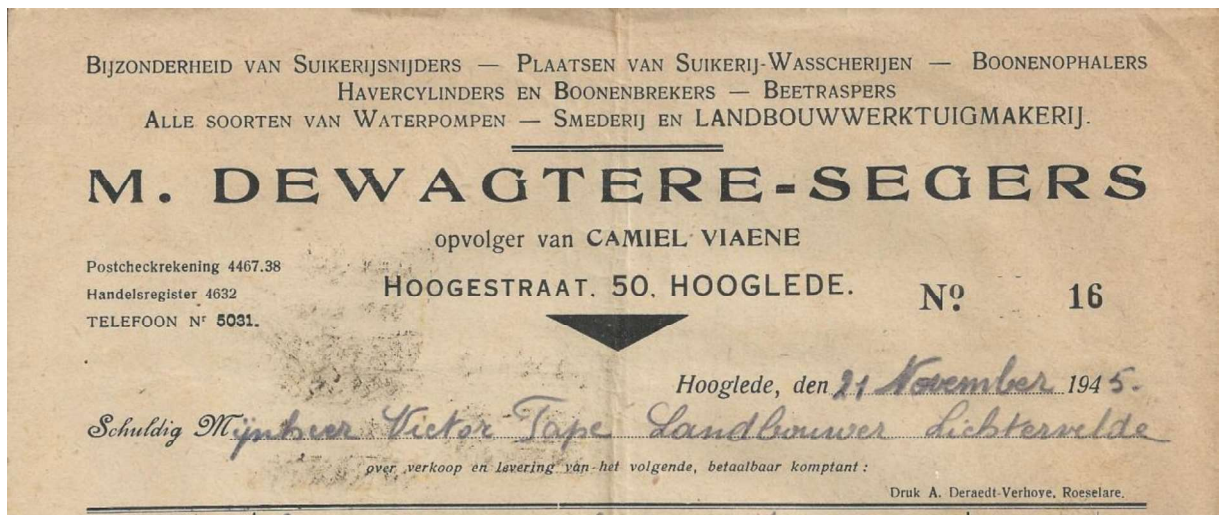 Bijzonderheid van Suikerijsnijders — Plaatsen van Suikerij-Wasscherijen — Boonenophalers
Havercylinders en Boonenbrekers — Beetraspers
Alle soorten van Waterpompen — Smederij en LANDBOUWWERKTUIGMAKERIJ.
M. DEWAGTERE-SEGERS
opvolger van CAMIEL VIAENE
Postcheckrekening 4467.38
Handelsregister 4632
TELEFOON Nr 5031.
HOOGESTRAAT. 50. HOOGLEDE.
No 16
Hooglede, den 21 November 1945.
Schuldig Mijnheer Victor Tape Landbouwer Lichtervelde
over verkoop en levering van het volgende, betaalbaar komptant :
Druk A. Deraedt-Verhoye, Roeselare.